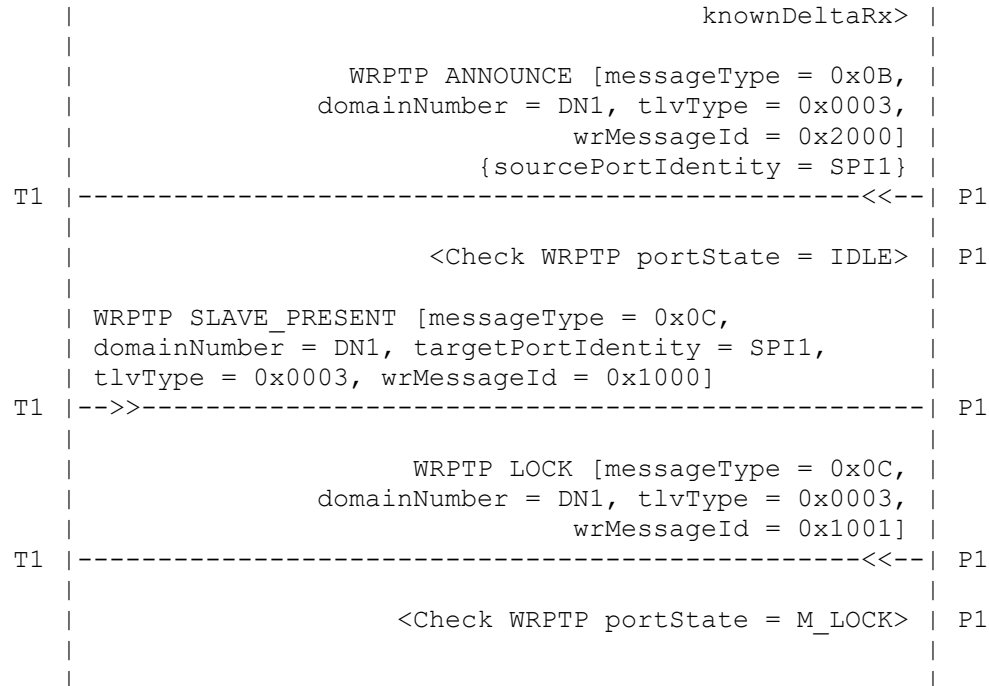 |                                       knownDeltaRx> |
|                                                     |
|                 WRPTP ANNOUNCE [messageType = 0x0B, |
|               domainNumber = DN1, tlvType = 0x0003, |
|                               wrMessageId = 0x2000] |
|                         {sourcePortIdentity = SPI1} |
T1 |-------------------------------------------------<<--| P1
|                                                     |
|                      <Check WRPTP portState = IDLE> | P1
|                                                     |
| WRPTP SLAVE_PRESENT [messageType = 0x0C,            |
| domainNumber = DN1, targetPortIdentity = SPI1,      |
| tlvType = 0x0003, wrMessageId = 0x1000]             |
T1 |-->>-------------------------------------------------| P1
|                                                     |
|                     WRPTP LOCK [messageType = 0x0C, |
|               domainNumber = DN1, tlvType = 0x0003, |
|                               wrMessageId = 0x1001] |
T1 |-------------------------------------------------<<--| P1
|                                                     |
|                    <Check WRPTP portState = M_LOCK> | P1
|                                                     |
|                                                     |